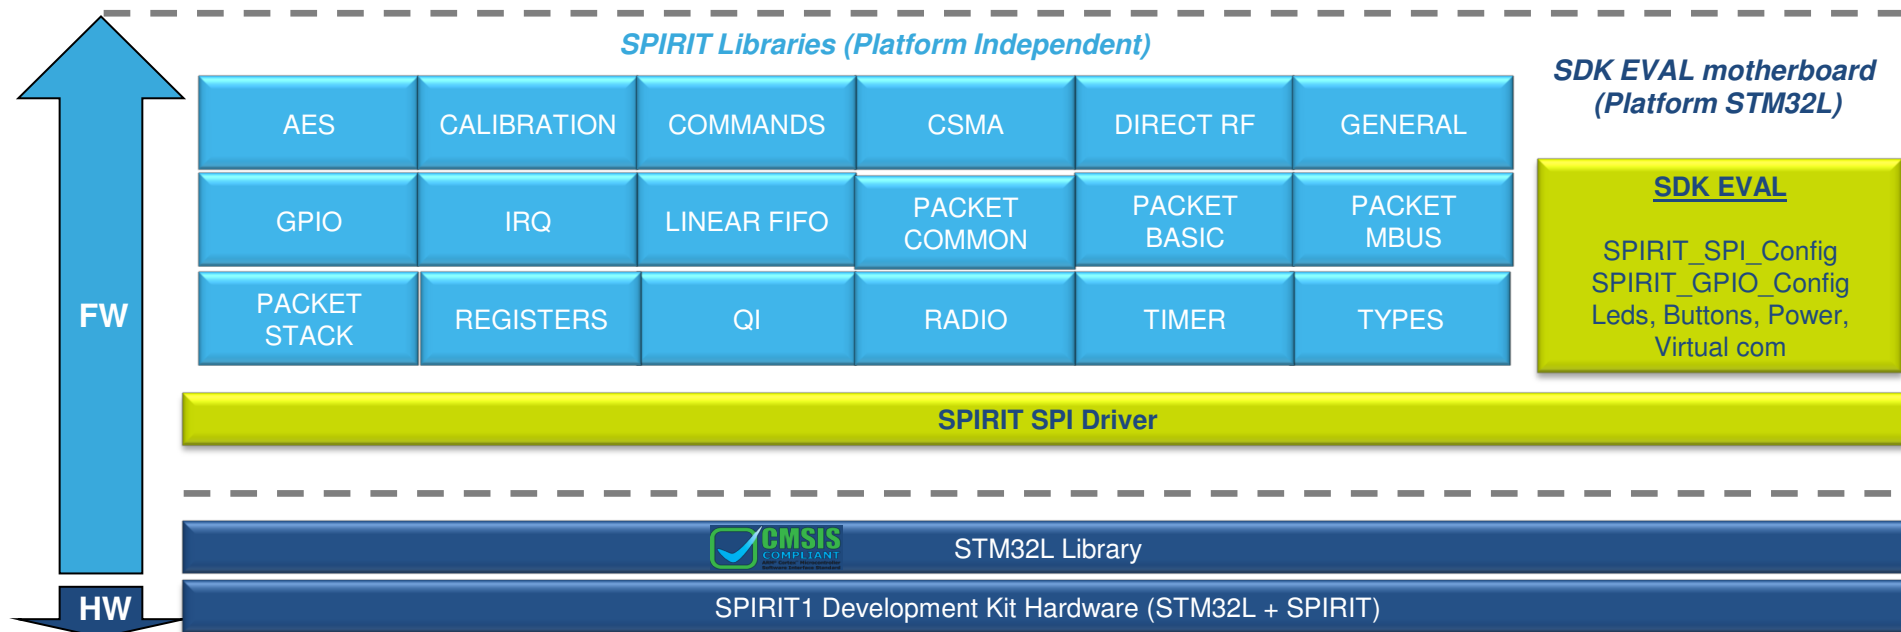 SPIRIT Libraries (Platform Independent)
SDK EVAL motherboard
(Platform STM32L)
AES
CALIBRATION
COMMANDS
CSMA
DIRECT RF
GENERAL
GPIO
IRQ
LINEAR FIFO
PACKET
COMMON
PACKET
BASIC
PACKET
MBUS
PACKET
STACK
REGISTERS
QI
RADIO
TIMER
TYPES
SDK EVAL
SPIRIT_SPI_Config
SPIRIT_GPIO_Config
Leds, Buttons, Power,
Virtual com
FW
SPIRIT SPI Driver
CMSIS
COMPLIANT
STM32L Library
HW
SPIRIT1 Development Kit Hardware (STM32L + SPIRIT)